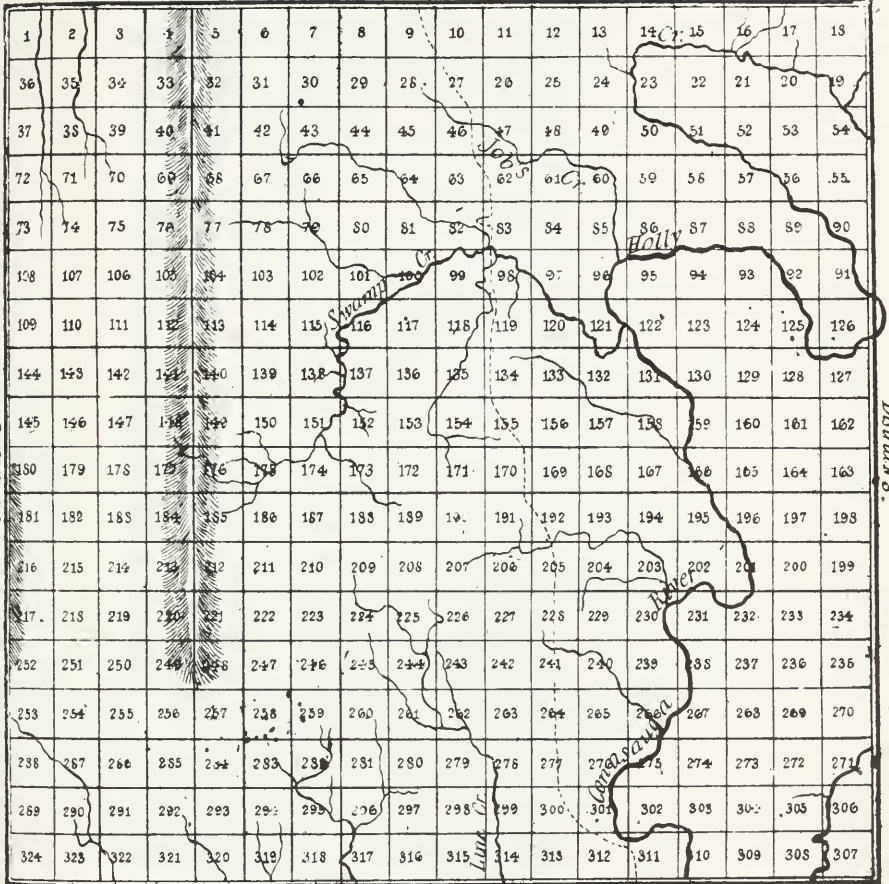 1 2 3 4 5 6 7 8 9 10 11 12 13 14 Cr. 15 16 17 18
36 35 34 33 32 31 30 29 28 27 26 25 24 23 22 21 20 19
37 38 39 40 41 42 43 44 45 46 47 48 49 50 51 52 53 54
Jobs Cr.
72 71 70 69 68 67 66 65 64 63 62 61 60 59 58 57 56 55
73 74 75 76 77 78 79 80 81 82 83 84 85 86 87 88 89 90
Holly
108 107 106 105 104 103 102 101 100 99 98 97 96 95 94 93 92 91
Swamp Cr.
109 110 111 112 113 114 115 116 117 118 119 120 121 122 123 124 125 126
144 143 142 141 140 139 138 137 136 135 134 133 132 131 130 129 128 127
145 146 147 148 149 150 151 152 153 154 155 156 157 158 159 160 161 162
180 179 178 177 176 175 174 173 172 171 170 169 168 167 166 165 164 163
181 182 183 184 185 186 187 188 189 191 192 193 194 195 196 197 198
216 215 214 213 212 211 210 209 208 207 206 205 204 203 202 201 200 199
River
217 218 219 220 221 222 223 224 225 226 227 228 229 230 231 232 233 234
252 251 250 249 248 247 246 245 244 243 242 241 240 239 238 237 236 235
253 254 255 256 257 258 259 260 261 262 263 264 265 266 267 268 269 270
Conasauga
288 287 286 285 284 283 282 281 280 279 278 277 276 275 274 273 272 271
289 290 291 292 293 294 295 296 297 298 299 300 301 302 303 304 305 306
Line Cr.
324 323 322 321 320 319 318 317 316 315 314 313 312 311 310 309 308 307